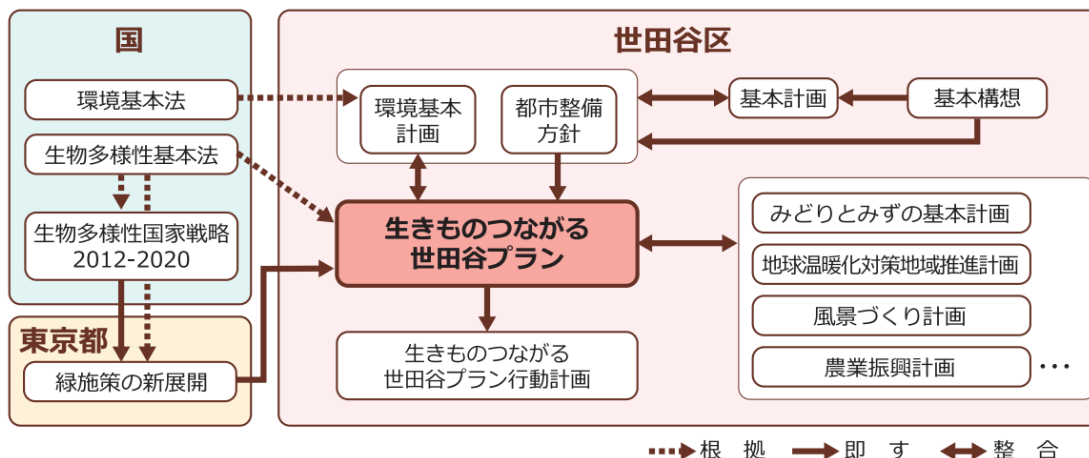 国
環境基本法
生物多様性基本法
生物多様性国家戦略
2012-2020
東京都
緑施策の新展開
世田谷区
環境基本
計画
都市整備
方針
基本計画
基本構想
生きものつながる
世田谷プラン
生きものつながる
世田谷プラン行動計画
みどりとみずの基本計画
地球温暖化対策地域推進計画
風景づくり計画
農業振興計画 …
根 拠 即 す 整 合